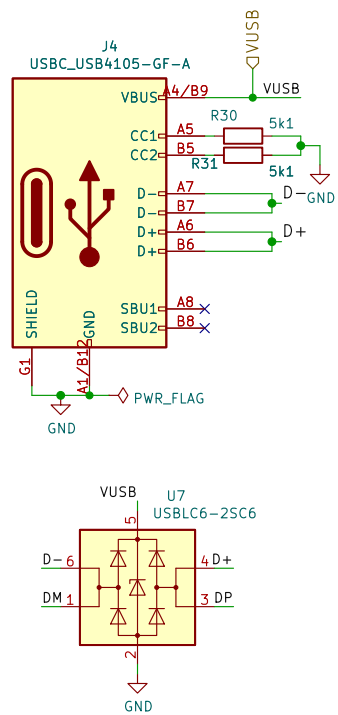 VUSB
J4
USBC_USB4105-GF-A
VBUS A4/B9 VUSB
R30 5k1
CC1 A5
CC2 B5
R31 5k1
GND
D- A7 D-
D- B7
D+ A6 D+
D+ B6
SBU1 A8
SBU2 B8
SHIELD GND
G1 A1/B12
PWR_FLAG
GND
VUSB U7
USBLC6-2SC6
5
D- 6 4 D+
DM 1 3 DP
2
GND